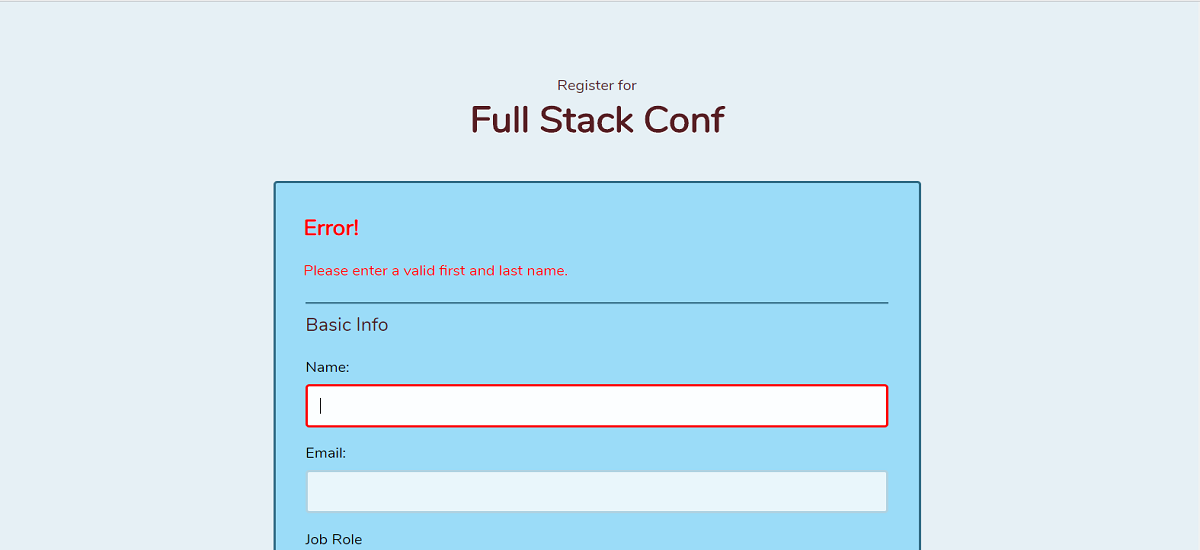 Register for
Full Stack Conf
Error!
Please enter a valid first and last name.
Basic Info
Name:
Email:
Job Role